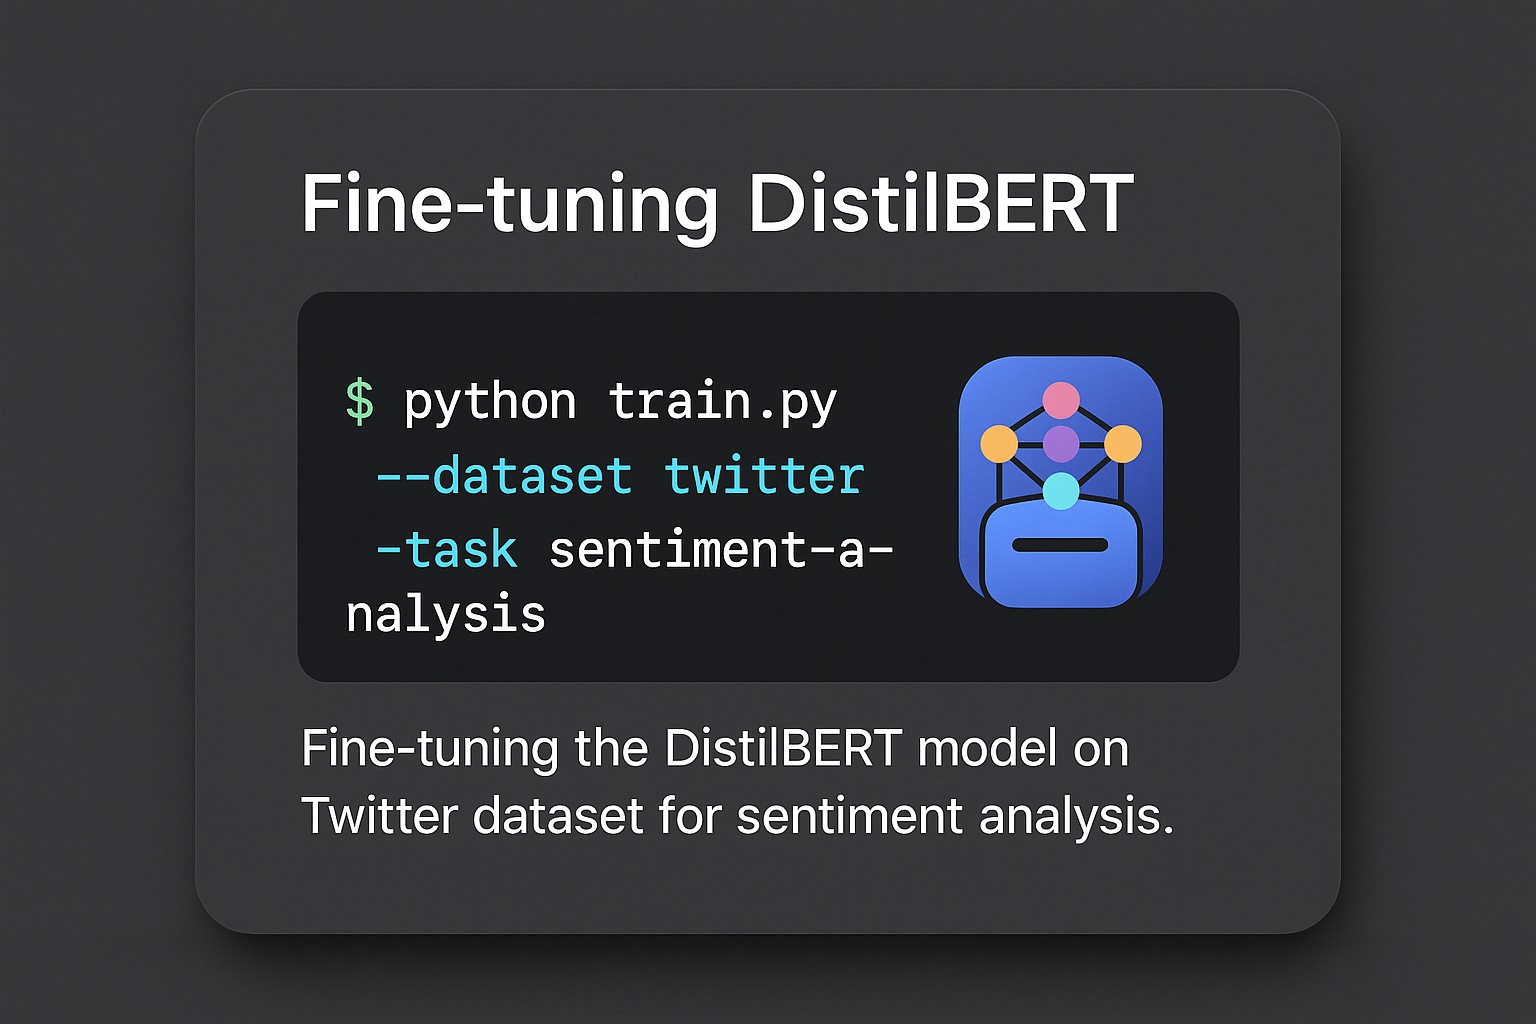 Fine-tuning DistilBERT
$ python train.py
--dataset twitter
-task sentiment-a-
nalysis
Fine-tuning the DistilBERT model on
Twitter dataset for sentiment analysis.